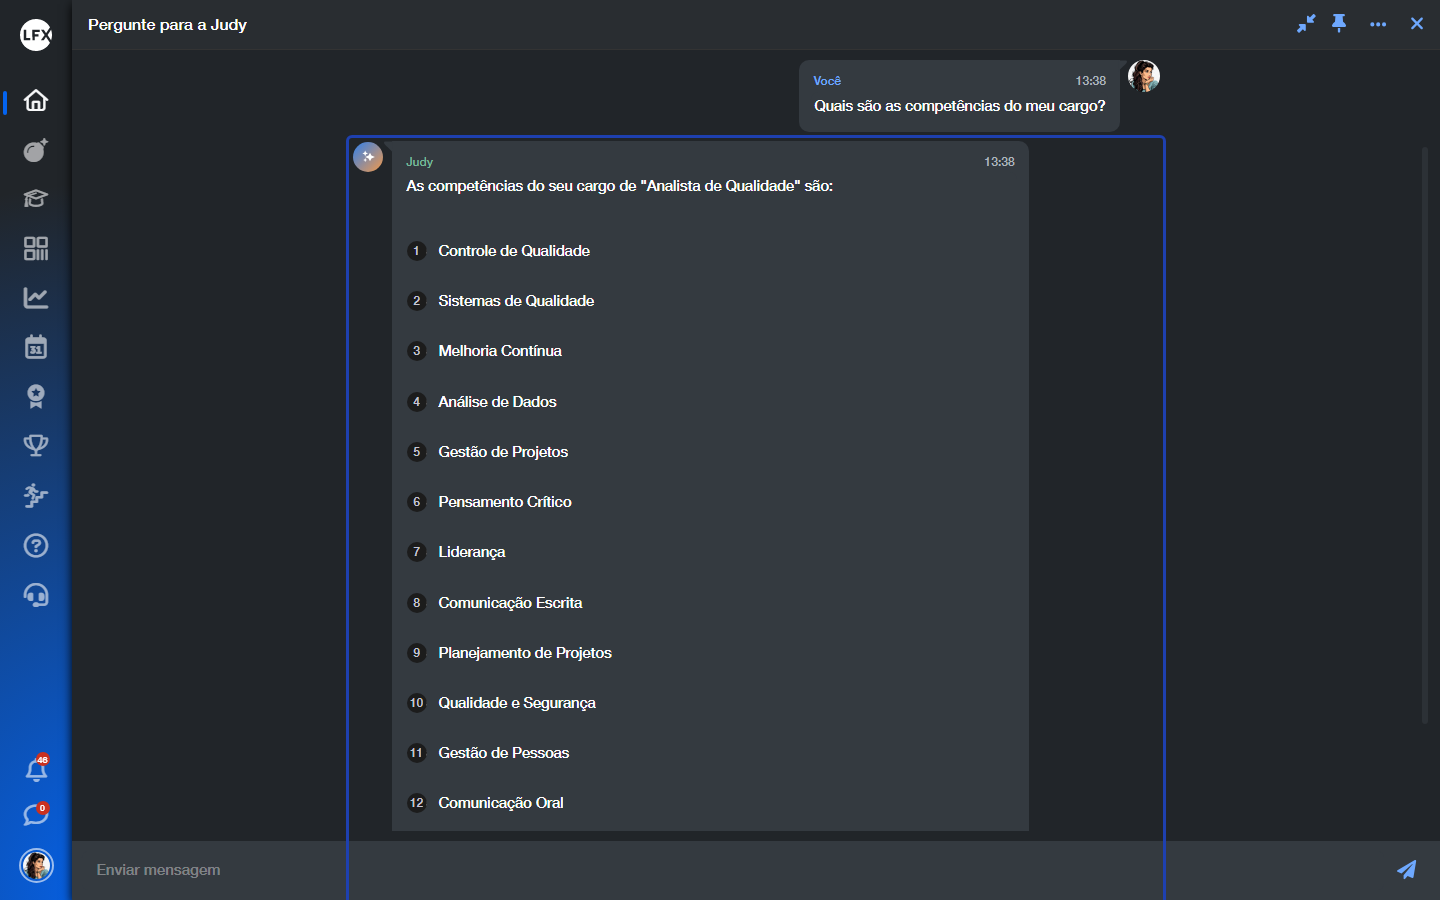 LFX
Pergunte para a Judy
Você 13:38
Quais são as competências do meu cargo?
Judy 13:38
As competências do seu cargo de "Analista de Qualidade" são:
1 Controle de Qualidade
2 Sistemas de Qualidade
3 Melhoria Contínua
4 Análise de Dados
5 Gestão de Projetos
6 Pensamento Crítico
7 Liderança
8 Comunicação Escrita
9 Planejamento de Projetos
10 Qualidade e Segurança
11 Gestão de Pessoas
12 Comunicação Oral
31
46
0
Enviar mensagem